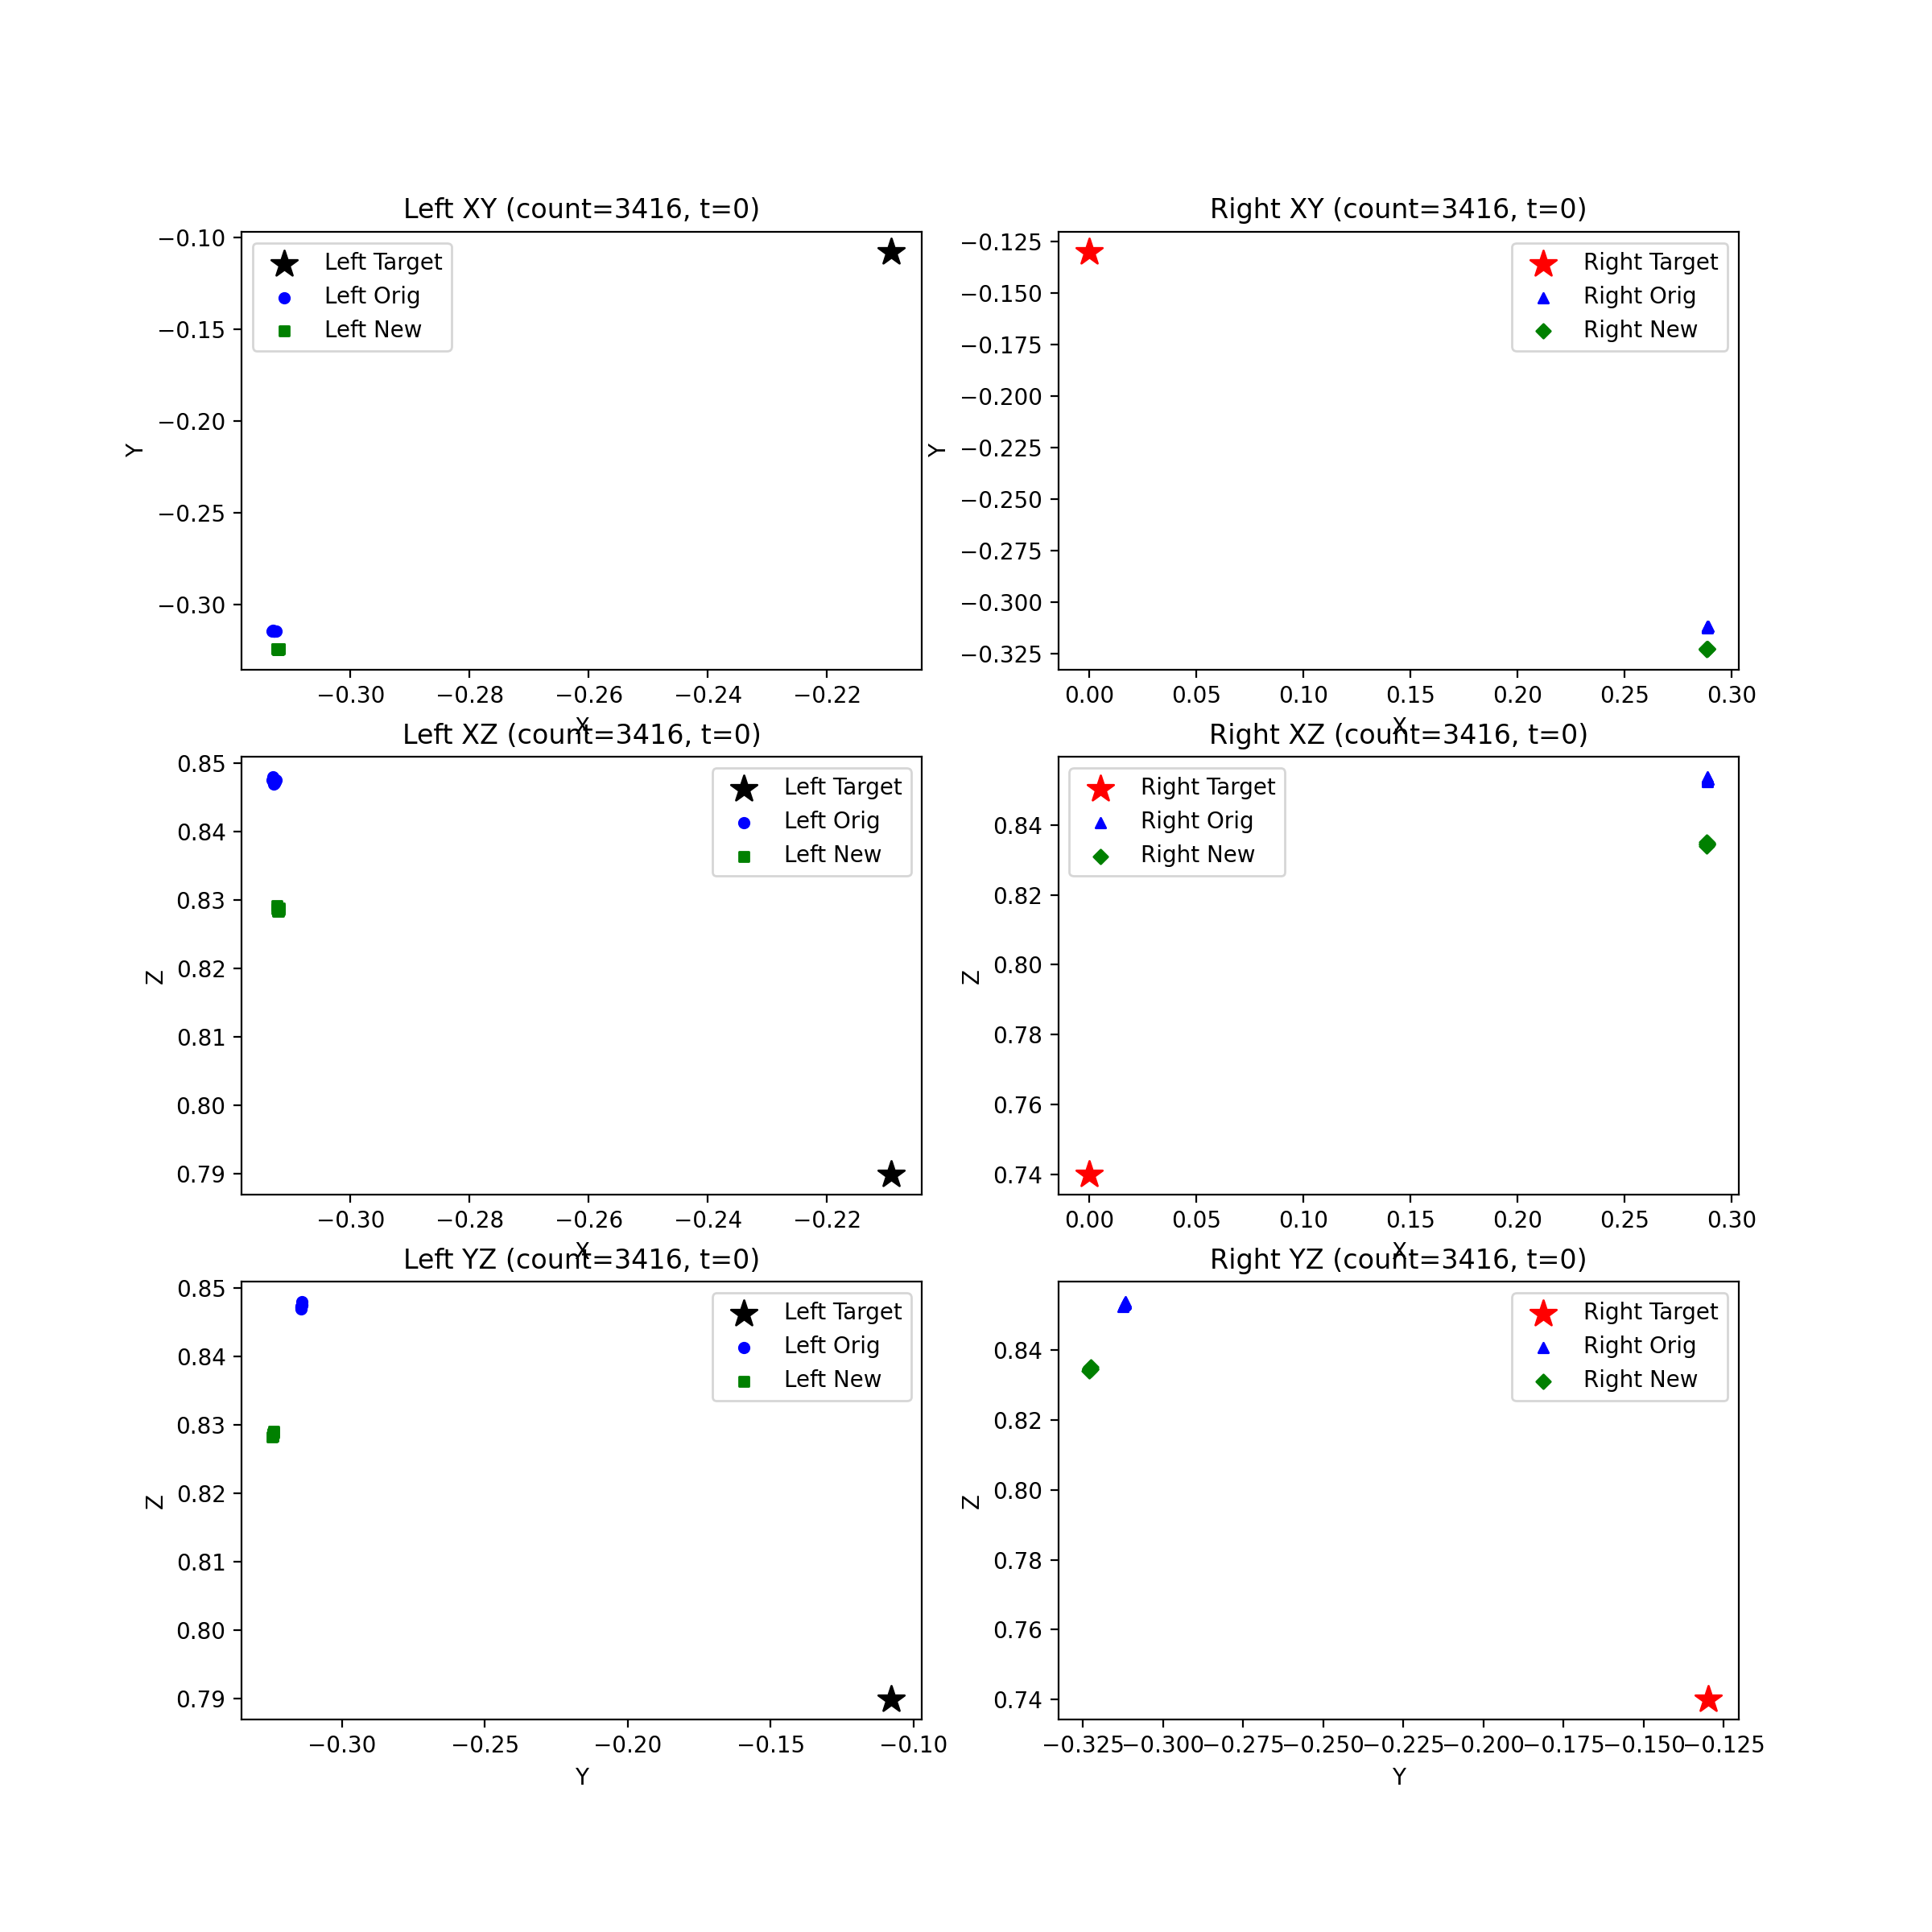 Left XY (count=3416, t=0)
Left Target
Left Orig
Left New
−0.10
−0.15
−0.20
−0.25
−0.30
Y
−0.30
−0.28
−0.26
−0.24
−0.22
X
Right XY (count=3416, t=0)
Right Target
Right Orig
Right New
−0.125
−0.150
−0.175
−0.200
−0.225
−0.250
−0.275
−0.300
−0.325
Y
0.00
0.05
0.10
0.15
0.20
0.25
0.30
X
Left XZ (count=3416, t=0)
Left Target
Left Orig
Left New
0.85
0.84
0.83
0.82
0.81
0.80
0.79
Z
−0.30
−0.28
−0.26
−0.24
−0.22
X
Right XZ (count=3416, t=0)
Right Target
Right Orig
Right New
0.84
0.82
0.80
0.78
0.76
0.74
Z
0.00
0.05
0.10
0.15
0.20
0.25
0.30
X
Left YZ (count=3416, t=0)
Left Target
Left Orig
Left New
0.85
0.84
0.83
0.82
0.81
0.80
0.79
Z
−0.30
−0.25
−0.20
−0.15
−0.10
Y
Right YZ (count=3416, t=0)
Right Target
Right Orig
Right New
0.84
0.82
0.80
0.78
0.76
0.74
Z
−0.325
−0.300
−0.275
−0.250
−0.225
−0.200
−0.175
−0.150
−0.125
Y